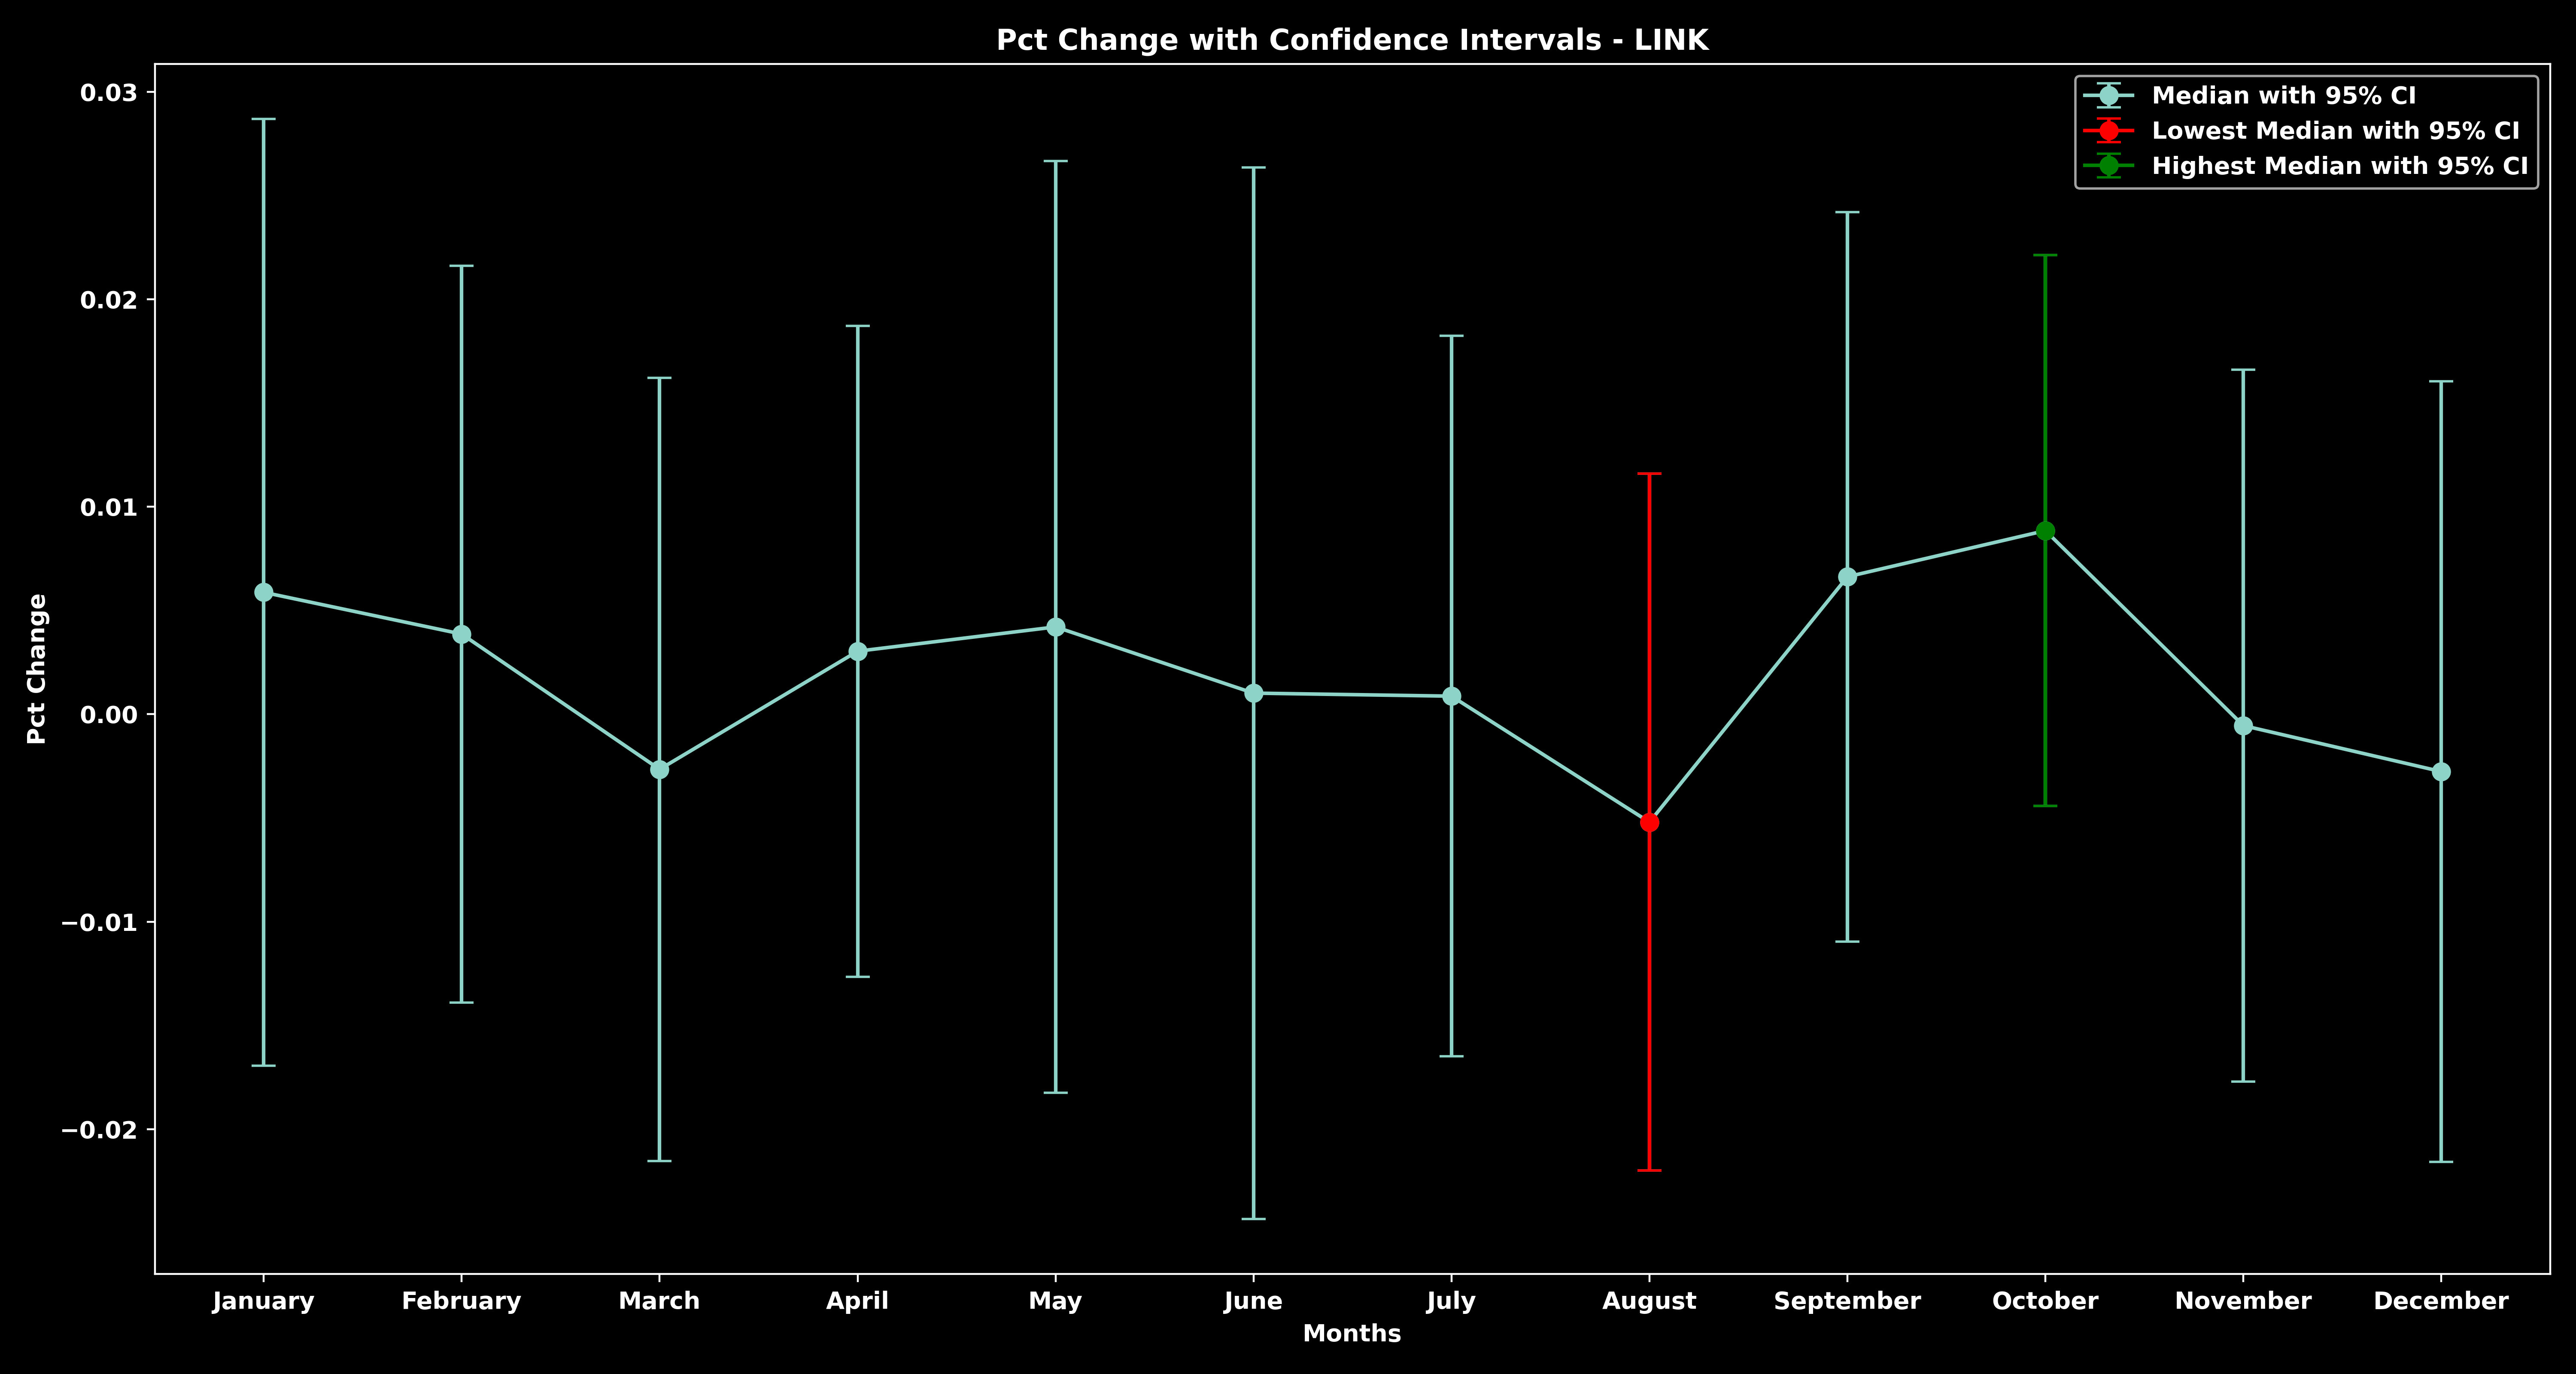 Pct Change with Confidence Intervals - LINK
Median with 95% CI
Lowest Median with 95% CI
Highest Median with 95% CI
Pct Change
0.03
0.02
0.01
0.00
−0.01
−0.02
January February March April May June July August September October November December
Months